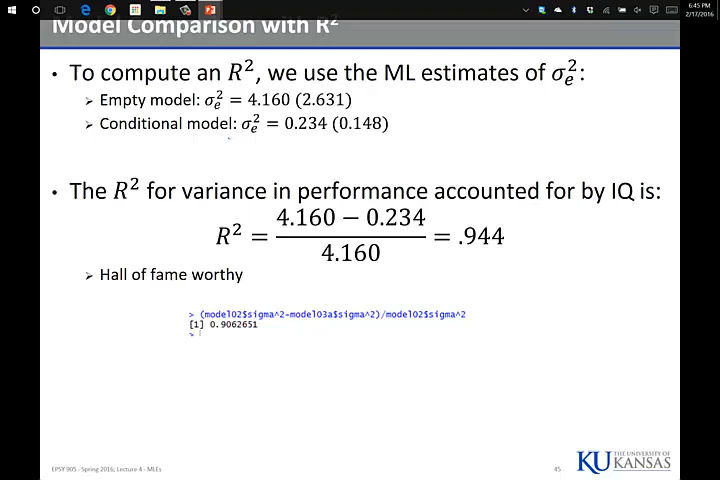 6:45 PM
2/17/2016
Model Comparison with R²
• To compute an R², we use the ML estimates of σₑ²:
➤ Empty model: σₑ² = 4.160 (2.631)
➤ Conditional model: σₑ² = 0.234 (0.148)
• The R² for variance in performance accounted for by IQ is:
R² = (4.160 − 0.234) / 4.160 = .944
➤ Hall of fame worthy
> (model02$sigma^2-model03a$sigma^2)/model02$sigma^2
[1] 0.9062651
>
EPSY 905 - Spring 2016; Lecture 4 - MLEs
45
KU THE UNIVERSITY OF
KANSAS